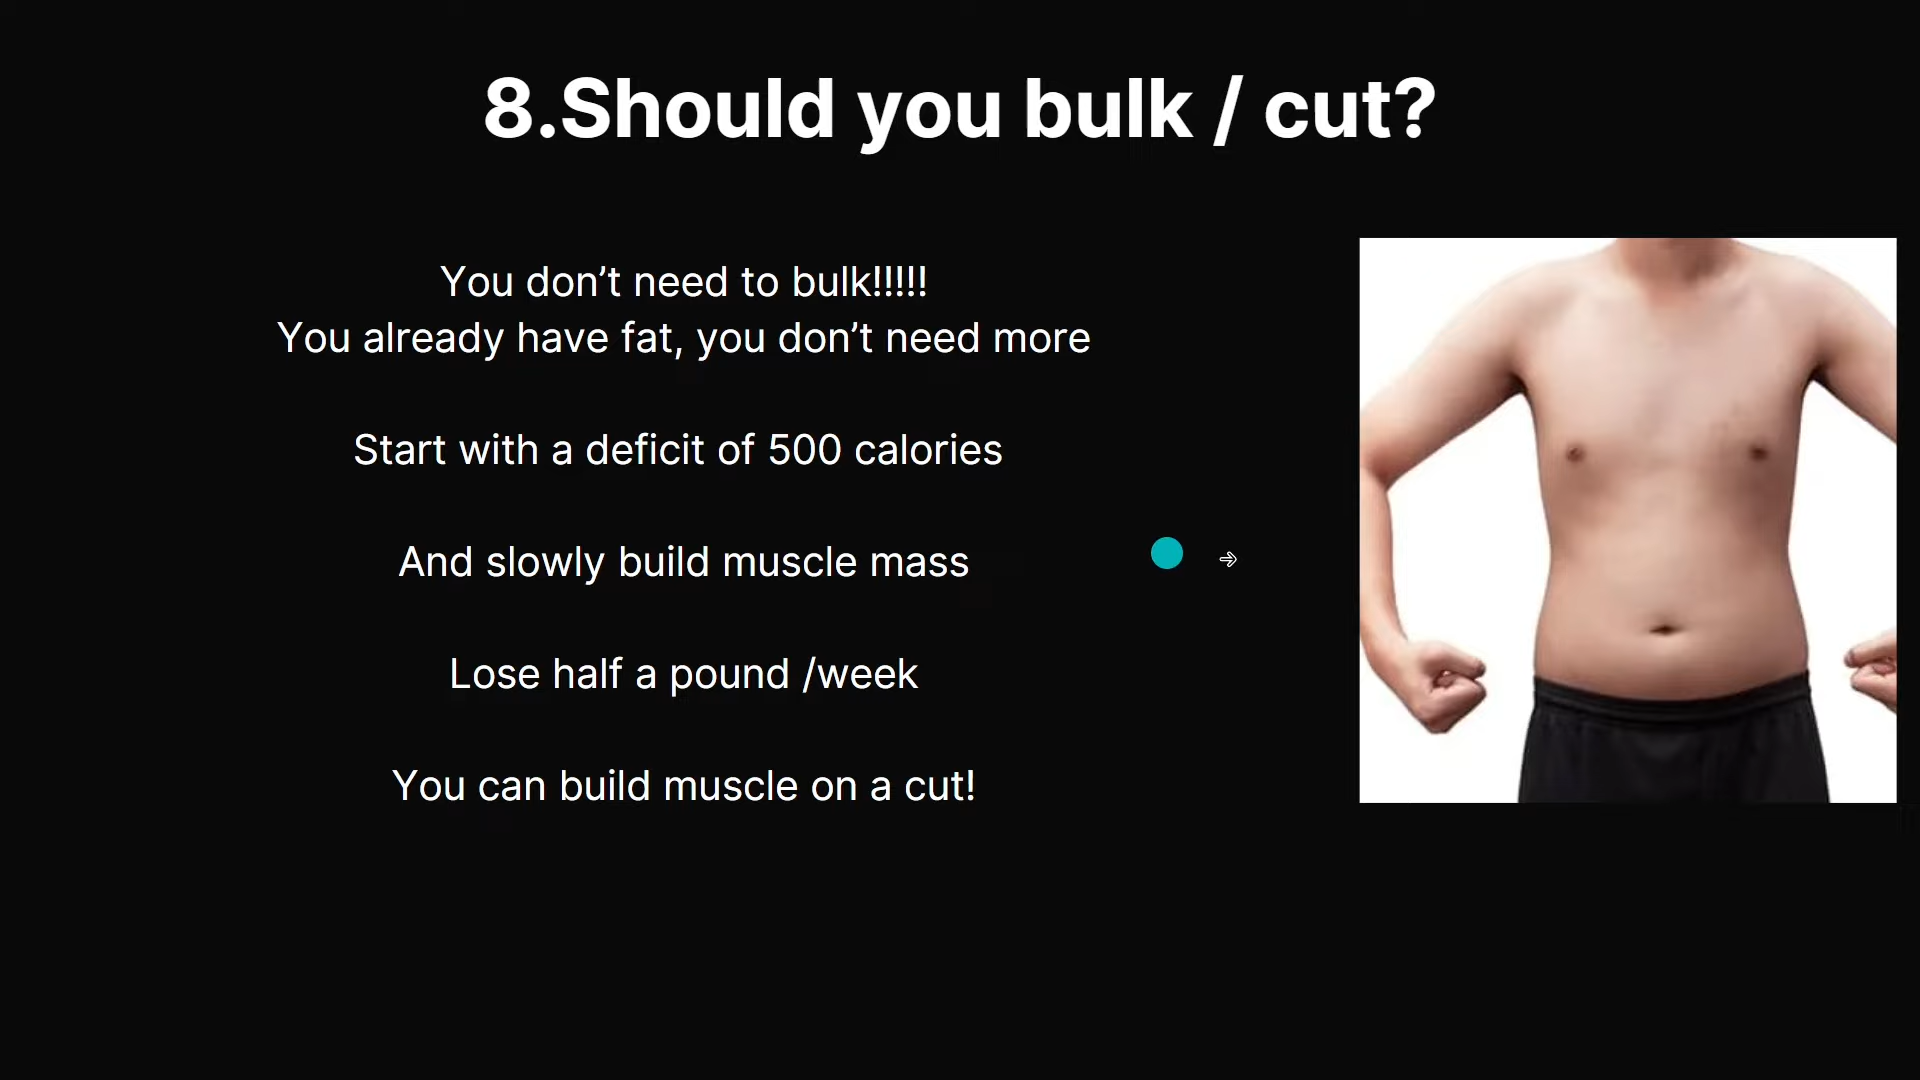 8.Should you bulk / cut?
You don’t need to bulk!!!!!
You already have fat, you don’t need more
Start with a deficit of 500 calories
And slowly build muscle mass
Lose half a pound /week
You can build muscle on a cut!